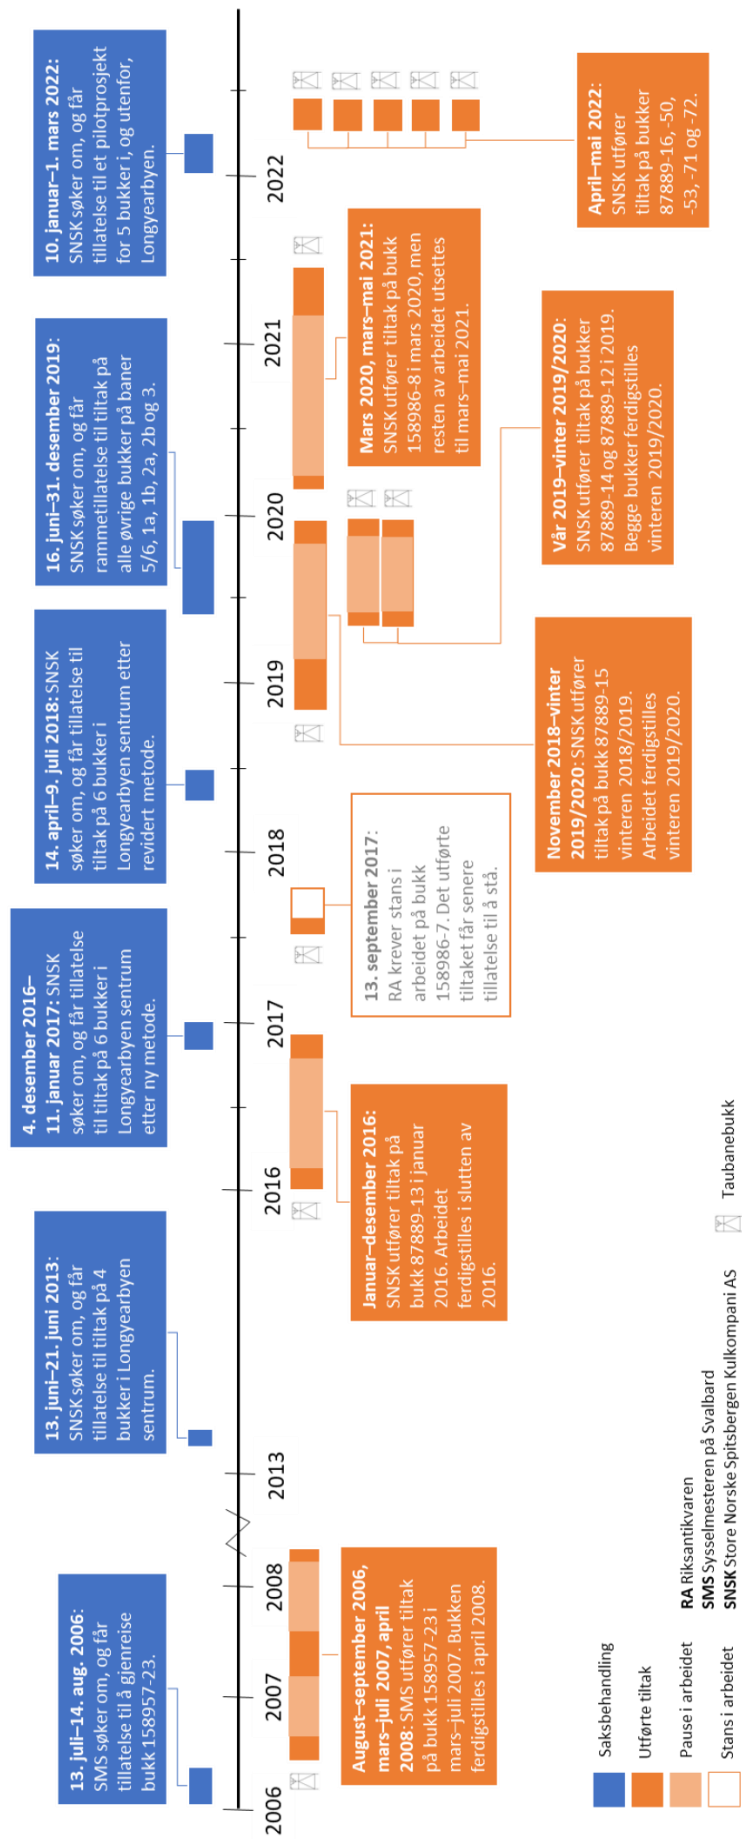 13. juli–14. aug. 2006:
SMS søker om, og får
tillatelse til å gjenreise
bukk 158957-23.
13. juni–21. juni 2013:
SNSK søker om, og får
tillatelse til tiltak på 4
bukker i Longyearbyen
sentrum.
4. desember 2016–
11. januar 2017: SNSK
søker om, og får tillatelse
til tiltak på 6 bukker i
Longyearbyen sentrum
etter ny metode.
14. april–9. juli 2018: SNSK
søker om, og får tillatelse til
tiltak på 6 bukker i
Longyearbyen sentrum etter
revidert metode.
16. juni–31. desember 2019:
SNSK søker om, og får
rammetillatelse til tiltak på
alle øvrige bukker på baner
5/6, 1a, 1b, 2a, 2b og 3.
10. januar–1. mars 2022:
SNSK søker om, og får
tillatelse til et pilotprosjekt
for 5 bukker i, og utenfor,
Longyearbyen.
2006
2007
2008
2013
2016
2017
2018
2019
2020
2021
2022
August–september 2006,
mars–juli 2007, april
2008: SMS utfører tiltak
på bukk 158957-23 i
mars–juli 2007. Bukken
ferdigstilles i april 2008.
Januar–desember 2016:
SNSK utfører tiltak på
bukk 87889-13 i januar
2016. Arbeidet
ferdigstilles i slutten av
2016.
13. september 2017:
RA krever stans i
arbeidet på bukk
158986-7. Det utførte
tiltaket får senere
tillatelse til å stå.
November 2018–vinter
2019/2020: SNSK utfører
tiltak på bukk 87889-15
vinteren 2018/2019.
Arbeidet ferdigstilles
vinteren 2019/2020.
Vår 2019–vinter 2019/2020:
SNSK utfører tiltak på bukker
87889-14 og 87889-12 i 2019.
Begge bukker ferdigstilles
vinteren 2019/2020.
Mars 2020, mars–mai 2021:
SNSK utfører tiltak på bukk
158986-8 i mars 2020, men
resten av arbeidet utsettes
til mars–mai 2021.
April–mai 2022:
SNSK utfører
tiltak på bukker
87889-16, -50,
-53, -71 og -72.
Saksbehandling
Utførte tiltak
Pause i arbeidet
Stans i arbeidet
RA Riksantikvaren
SMS Sysselmesteren på Svalbard
SNSK Store Norske Spitsbergen Kulkompani AS
Taubanebukk